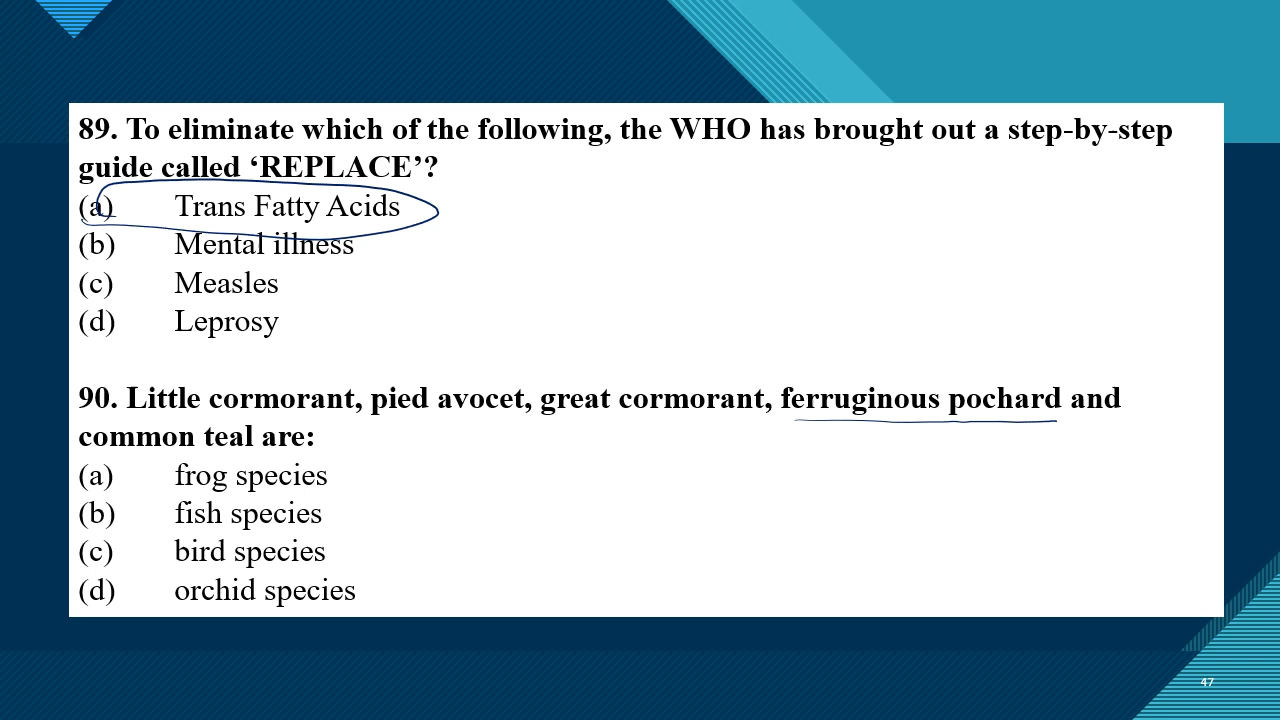 89. To eliminate which of the following, the WHO has brought out a step-by-step
guide called ‘REPLACE’?
(a) Trans Fatty Acids
(b) Mental illness
(c) Measles
(d) Leprosy
90. Little cormorant, pied avocet, great cormorant, ferruginous pochard and
common teal are:
(a) frog species
(b) fish species
(c) bird species
(d) orchid species
47